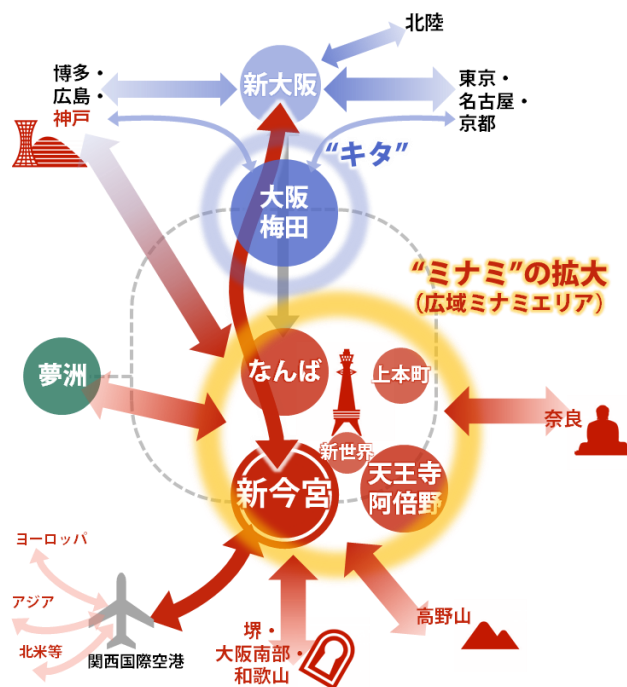 北陸
博多・
広島・
神戸
新大阪
東京・
名古屋・
京都
“キタ”
大阪
梅田
“ミナミ”の拡大
（広域ミナミエリア）
夢洲
なんば
上本町
新世界
奈良
新今宮
天王寺
阿倍野
ヨーロッパ
アジア
北米等
関西国際空港
堺・
大阪南部・
和歌山
高野山